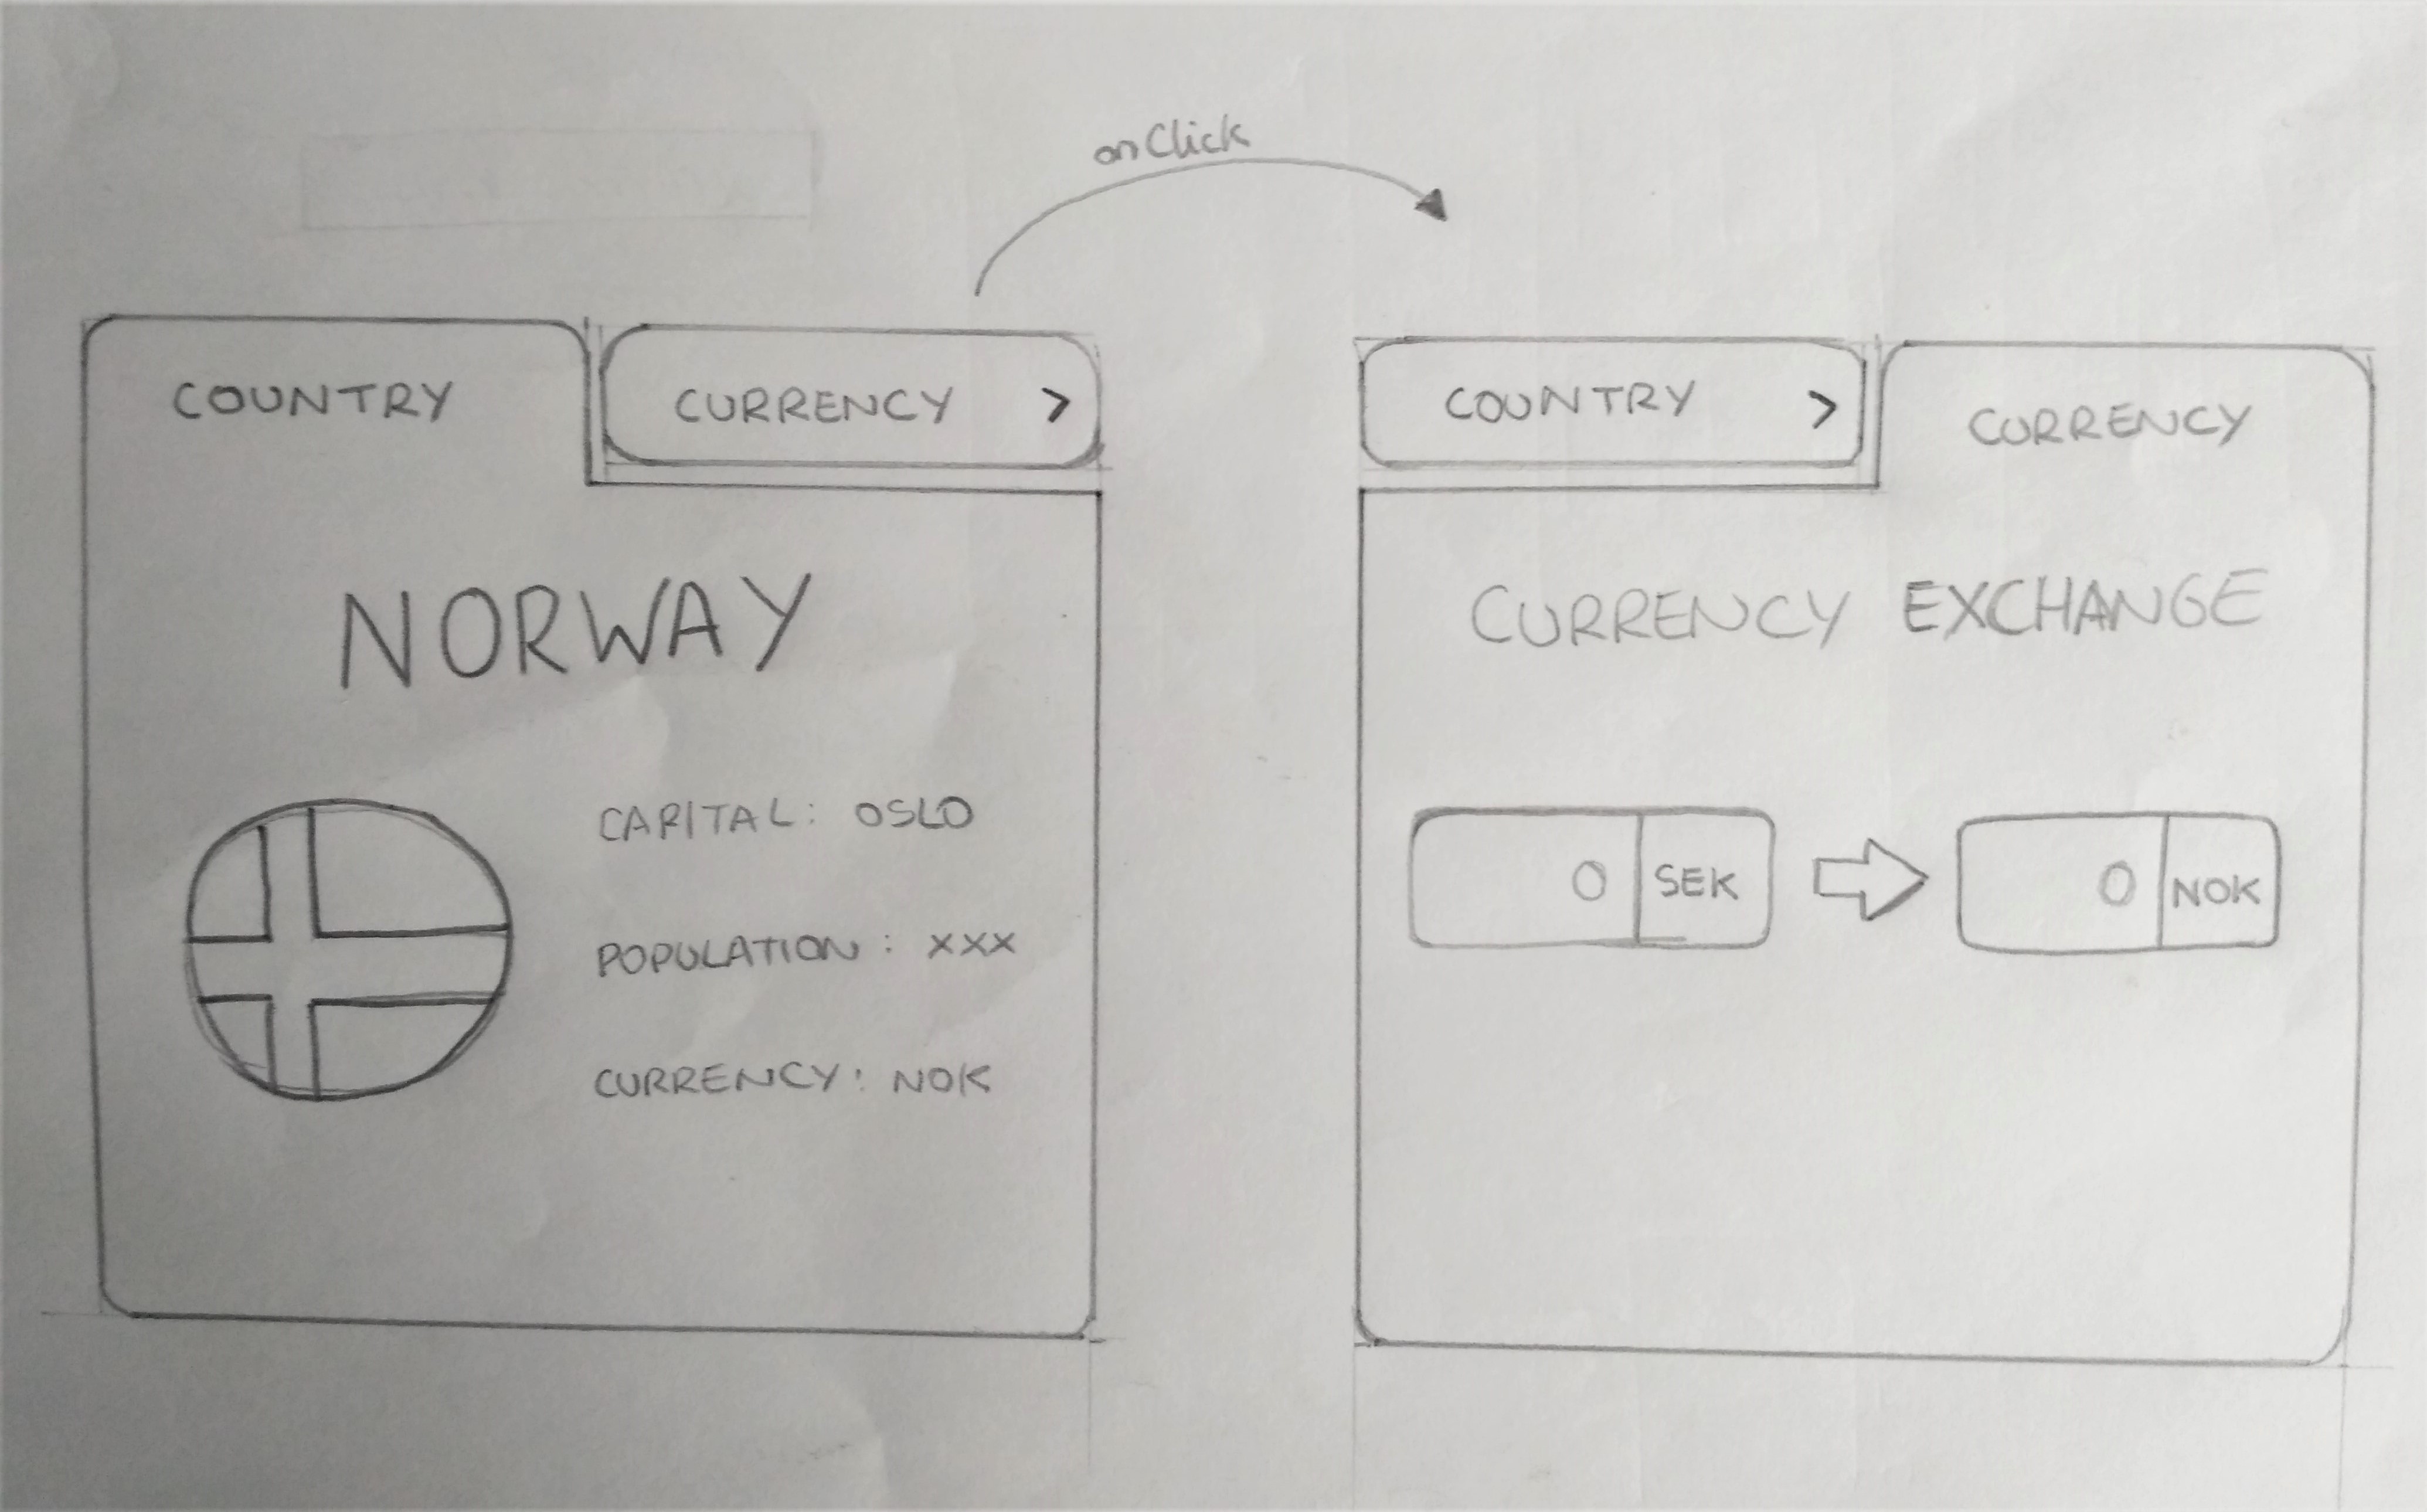 onClick
COUNTRY
CURRENCY >
NORWAY
CAPITAL: OSLO
POPULATION: XXX
CURRENCY: NOK
COUNTRY >
CURRENCY
CURRENCY EXCHANGE
0 SEK
0 NOK